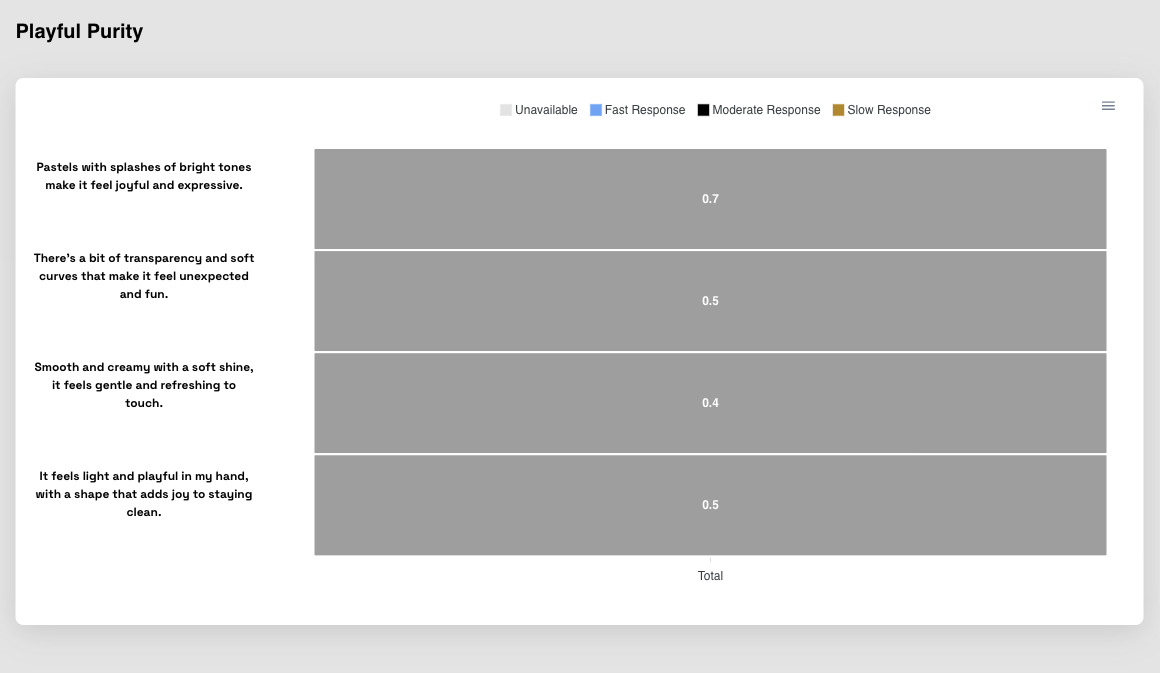 Playful Purity
Unavailable
Fast Response
Moderate Response
Slow Response
Pastels with splashes of bright tones
make it feel joyful and expressive.
0.7
There's a bit of transparency and soft
curves that make it feel unexpected
and fun.
0.5
Smooth and creamy with a soft shine,
it feels gentle and refreshing to
touch.
0.4
It feels light and playful in my hand,
with a shape that adds joy to staying
clean.
0.5
Total